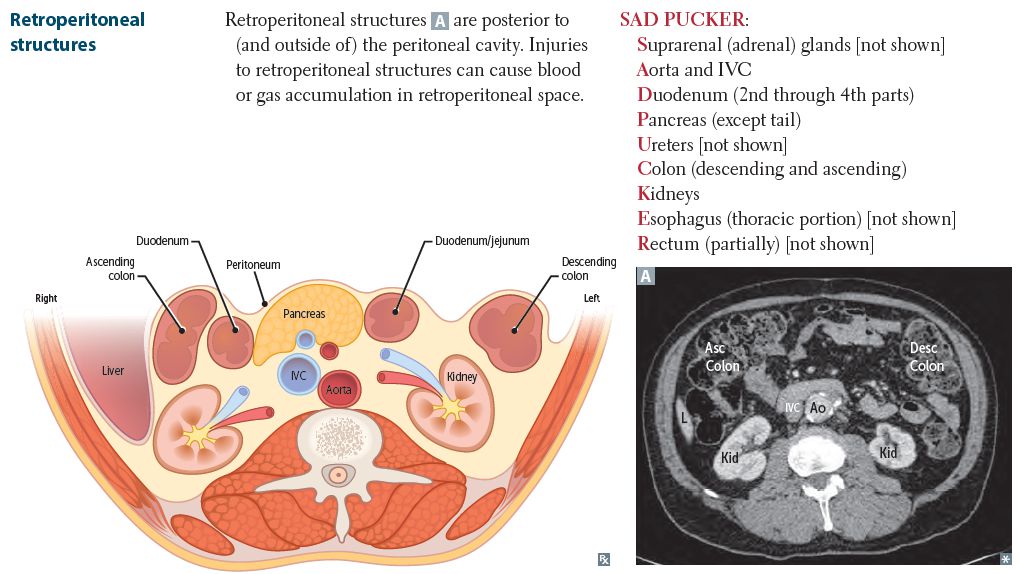 Retroperitoneal
structures
Retroperitoneal structures A are posterior to
(and outside of) the peritoneal cavity. Injuries
to retroperitoneal structures can cause blood
or gas accumulation in retroperitoneal space.
SAD PUCKER:
Suprarenal (adrenal) glands [not shown]
Aorta and IVC
Duodenum (2nd through 4th parts)
Pancreas (except tail)
Ureters [not shown]
Colon (descending and ascending)
Kidneys
Esophagus (thoracic portion) [not shown]
Rectum (partially) [not shown]
Duodenum
Duodenum/jejunum
Ascending
colon
Peritoneum
Descending
colon
Right
Left
Pancreas
Liver
IVC
Aorta
Kidney
Rx
A
Asc
Colon
Desc
Colon
L
IVC
Ao
Kid
Kid
*